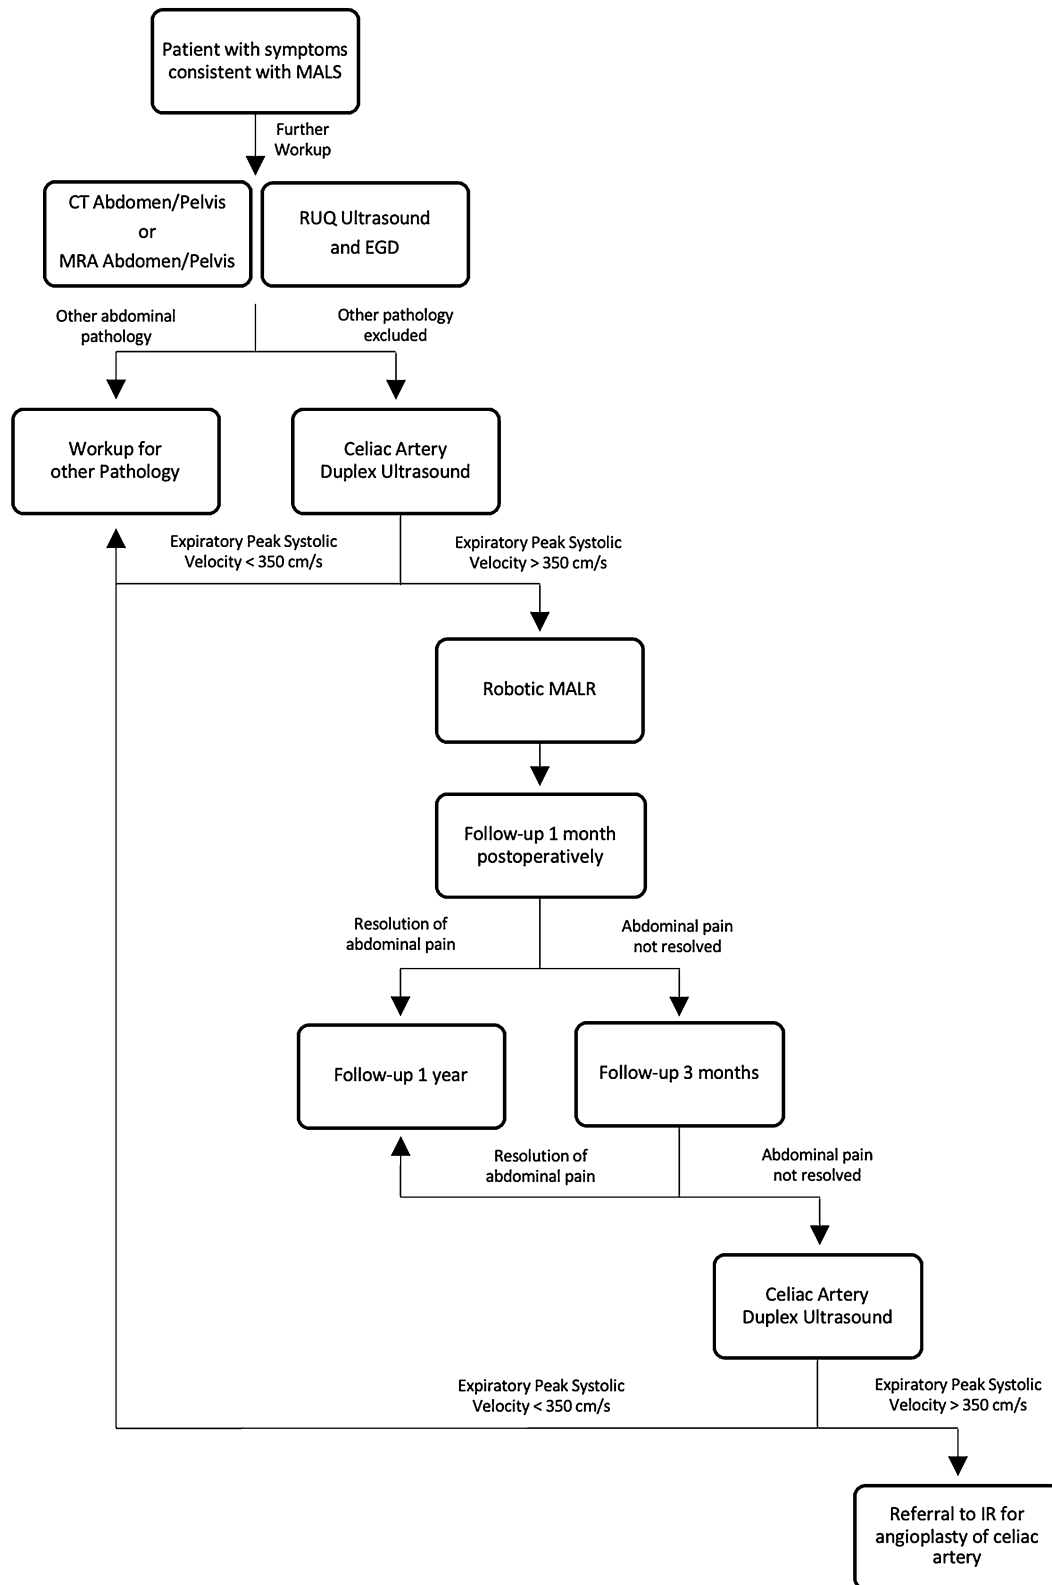 Patient with symptoms
consistent with MALS
Further
Workup
CT Abdomen/Pelvis
or
MRA Abdomen/Pelvis
RUQ Ultrasound
and EGD
Other abdominal
pathology
Other pathology
excluded
Workup for
other Pathology
Celiac Artery
Duplex Ultrasound
Expiratory Peak Systolic
Velocity < 350 cm/s
Expiratory Peak Systolic
Velocity > 350 cm/s
Robotic MALR
Follow-up 1 month
postoperatively
Resolution of
abdominal pain
Abdominal pain
not resolved
Follow-up 1 year
Follow-up 3 months
Resolution of
abdominal pain
Abdominal pain
not resolved
Celiac Artery
Duplex Ultrasound
Expiratory Peak Systolic
Velocity < 350 cm/s
Expiratory Peak Systolic
Velocity > 350 cm/s
Referral to IR for
angioplasty of celiac
artery